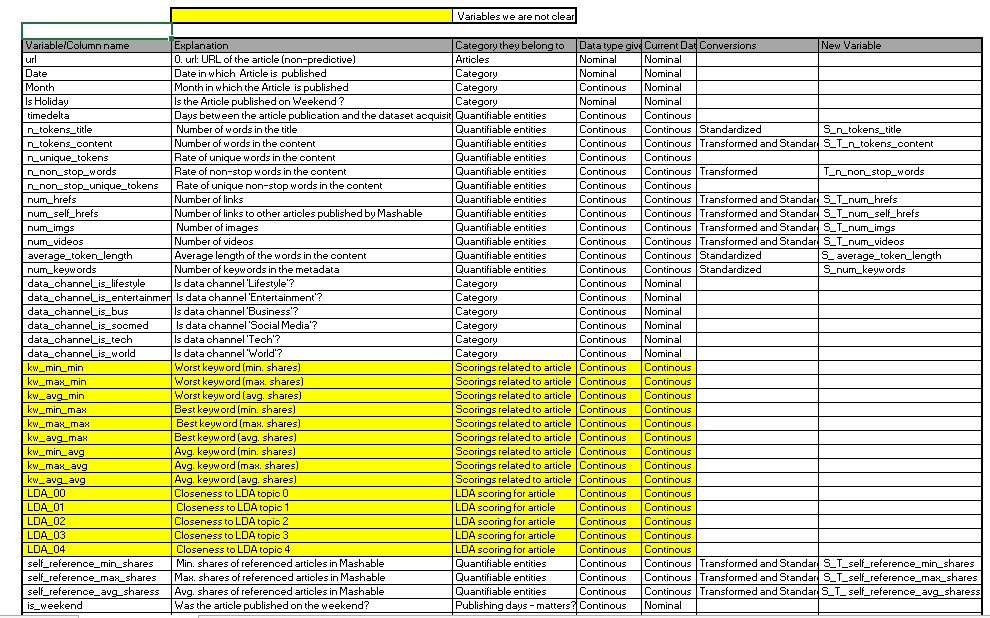 Variables we are not clear
Variable/Column name Explanation Category they belong to Data type give Current Dat Conversions New Variable
url 0. url: URL of the article (non-predictive) Articles Nominal Nominal
Date Date in which Article is published Category Nominal Nominal
Month Month in which the Article is published Category Continous Nominal
Is Holiday Is the Article published on Weekend ? Category Nominal Nominal
timedelta Days between the article publication and the dataset acquisit Quantifiable entities Continous Continous
n_tokens_title Number of words in the title Quantifiable entities Continous Continous Standardized S_n_tokens_title
n_tokens_content Number of words in the content Quantifiable entities Continous Continous Transformed and Standar S_T_n_tokens_content
n_unique_tokens Rate of unique words in the content Quantifiable entities Continous Continous
n_non_stop_words Rate of non-stop words in the content Quantifiable entities Continous Continous Transformed T_n_non_stop_words
n_non_stop_unique_tokens Rate of unique non-stop words in the content Quantifiable entities Continous Continous
num_hrefs Number of links Quantifiable entities Continous Continous Transformed and Standar S_T_num_hrefs
num_self_hrefs Number of links to other articles published by Mashable Quantifiable entities Continous Continous Transformed and Standar S_T_num_self_hrefs
num_imgs Number of images Quantifiable entities Continous Continous Transformed and Standar S_T_num_imgs
num_videos Number of videos Quantifiable entities Continous Continous Transformed and Standar S_T_num_videos
average_token_length Average length of the words in the content Quantifiable entities Continous Continous Standardized S_ average_token_length
num_keywords Number of keywords in the metadata Quantifiable entities Continous Continous Standardized S_num_keywords
data_channel_is_lifestyle Is data channel 'Lifestyle'? Category Continous Nominal
data_channel_is_entertainmer Is data channel 'Entertainment'? Category Continous Nominal
data_channel_is_bus Is data channel 'Business'? Category Continous Nominal
data_channel_is_socmed Is data channel 'Social Media'? Category Continous Nominal
data_channel_is_tech Is data channel 'Tech'? Category Continous Nominal
data_channel_is_world Is data channel 'World'? Category Continous Nominal
kw_min_min Worst keyword (min. shares) Scorings related to article Continous Continous
kw_max_min Worst keyword (max. shares) Scorings related to article Continous Continous
kw_avg_min Worst keyword (avg. shares) Scorings related to article Continous Continous
kw_min_max Best keyword (min. shares) Scorings related to article Continous Continous
kw_max_max Best keyword (max. shares) Scorings related to article Continous Continous
kw_avg_max Best keyword (avg. shares) Scorings related to article Continous Continous
kw_min_avg Avg. keyword (min. shares) Scorings related to article Continous Continous
kw_max_avg Avg. keyword (max. shares) Scorings related to article Continous Continous
kw_avg_avg Avg. keyword (avg. shares) Scorings related to article Continous Continous
LDA_00 Closeness to LDA topic 0 LDA scoring for article Continous Continous
LDA_01 Closeness to LDA topic 1 LDA scoring for article Continous Continous
LDA_02 Closeness to LDA topic 2 LDA scoring for article Continous Continous
LDA_03 Closeness to LDA topic 3 LDA scoring for article Continous Continous
LDA_04 Closeness to LDA topic 4 LDA scoring for article Continous Continous
self_reference_min_shares Min. shares of referenced articles in Mashable Quantifiable entities Continous Continous Transformed and Standar S_T_self_reference_min_shares
self_reference_max_shares Max. shares of referenced articles in Mashable Quantifiable entities Continous Continous Transformed and Standar S_T_self_reference_max_shares
self_reference_avg_sharess Avg. shares of referenced articles in Mashable Quantifiable entities Continous Continous Transformed and Standar S_T_ self_reference_avg_sharess
is_weekend Was the article published on the weekend? Publishing days - matters? Continous Nominal